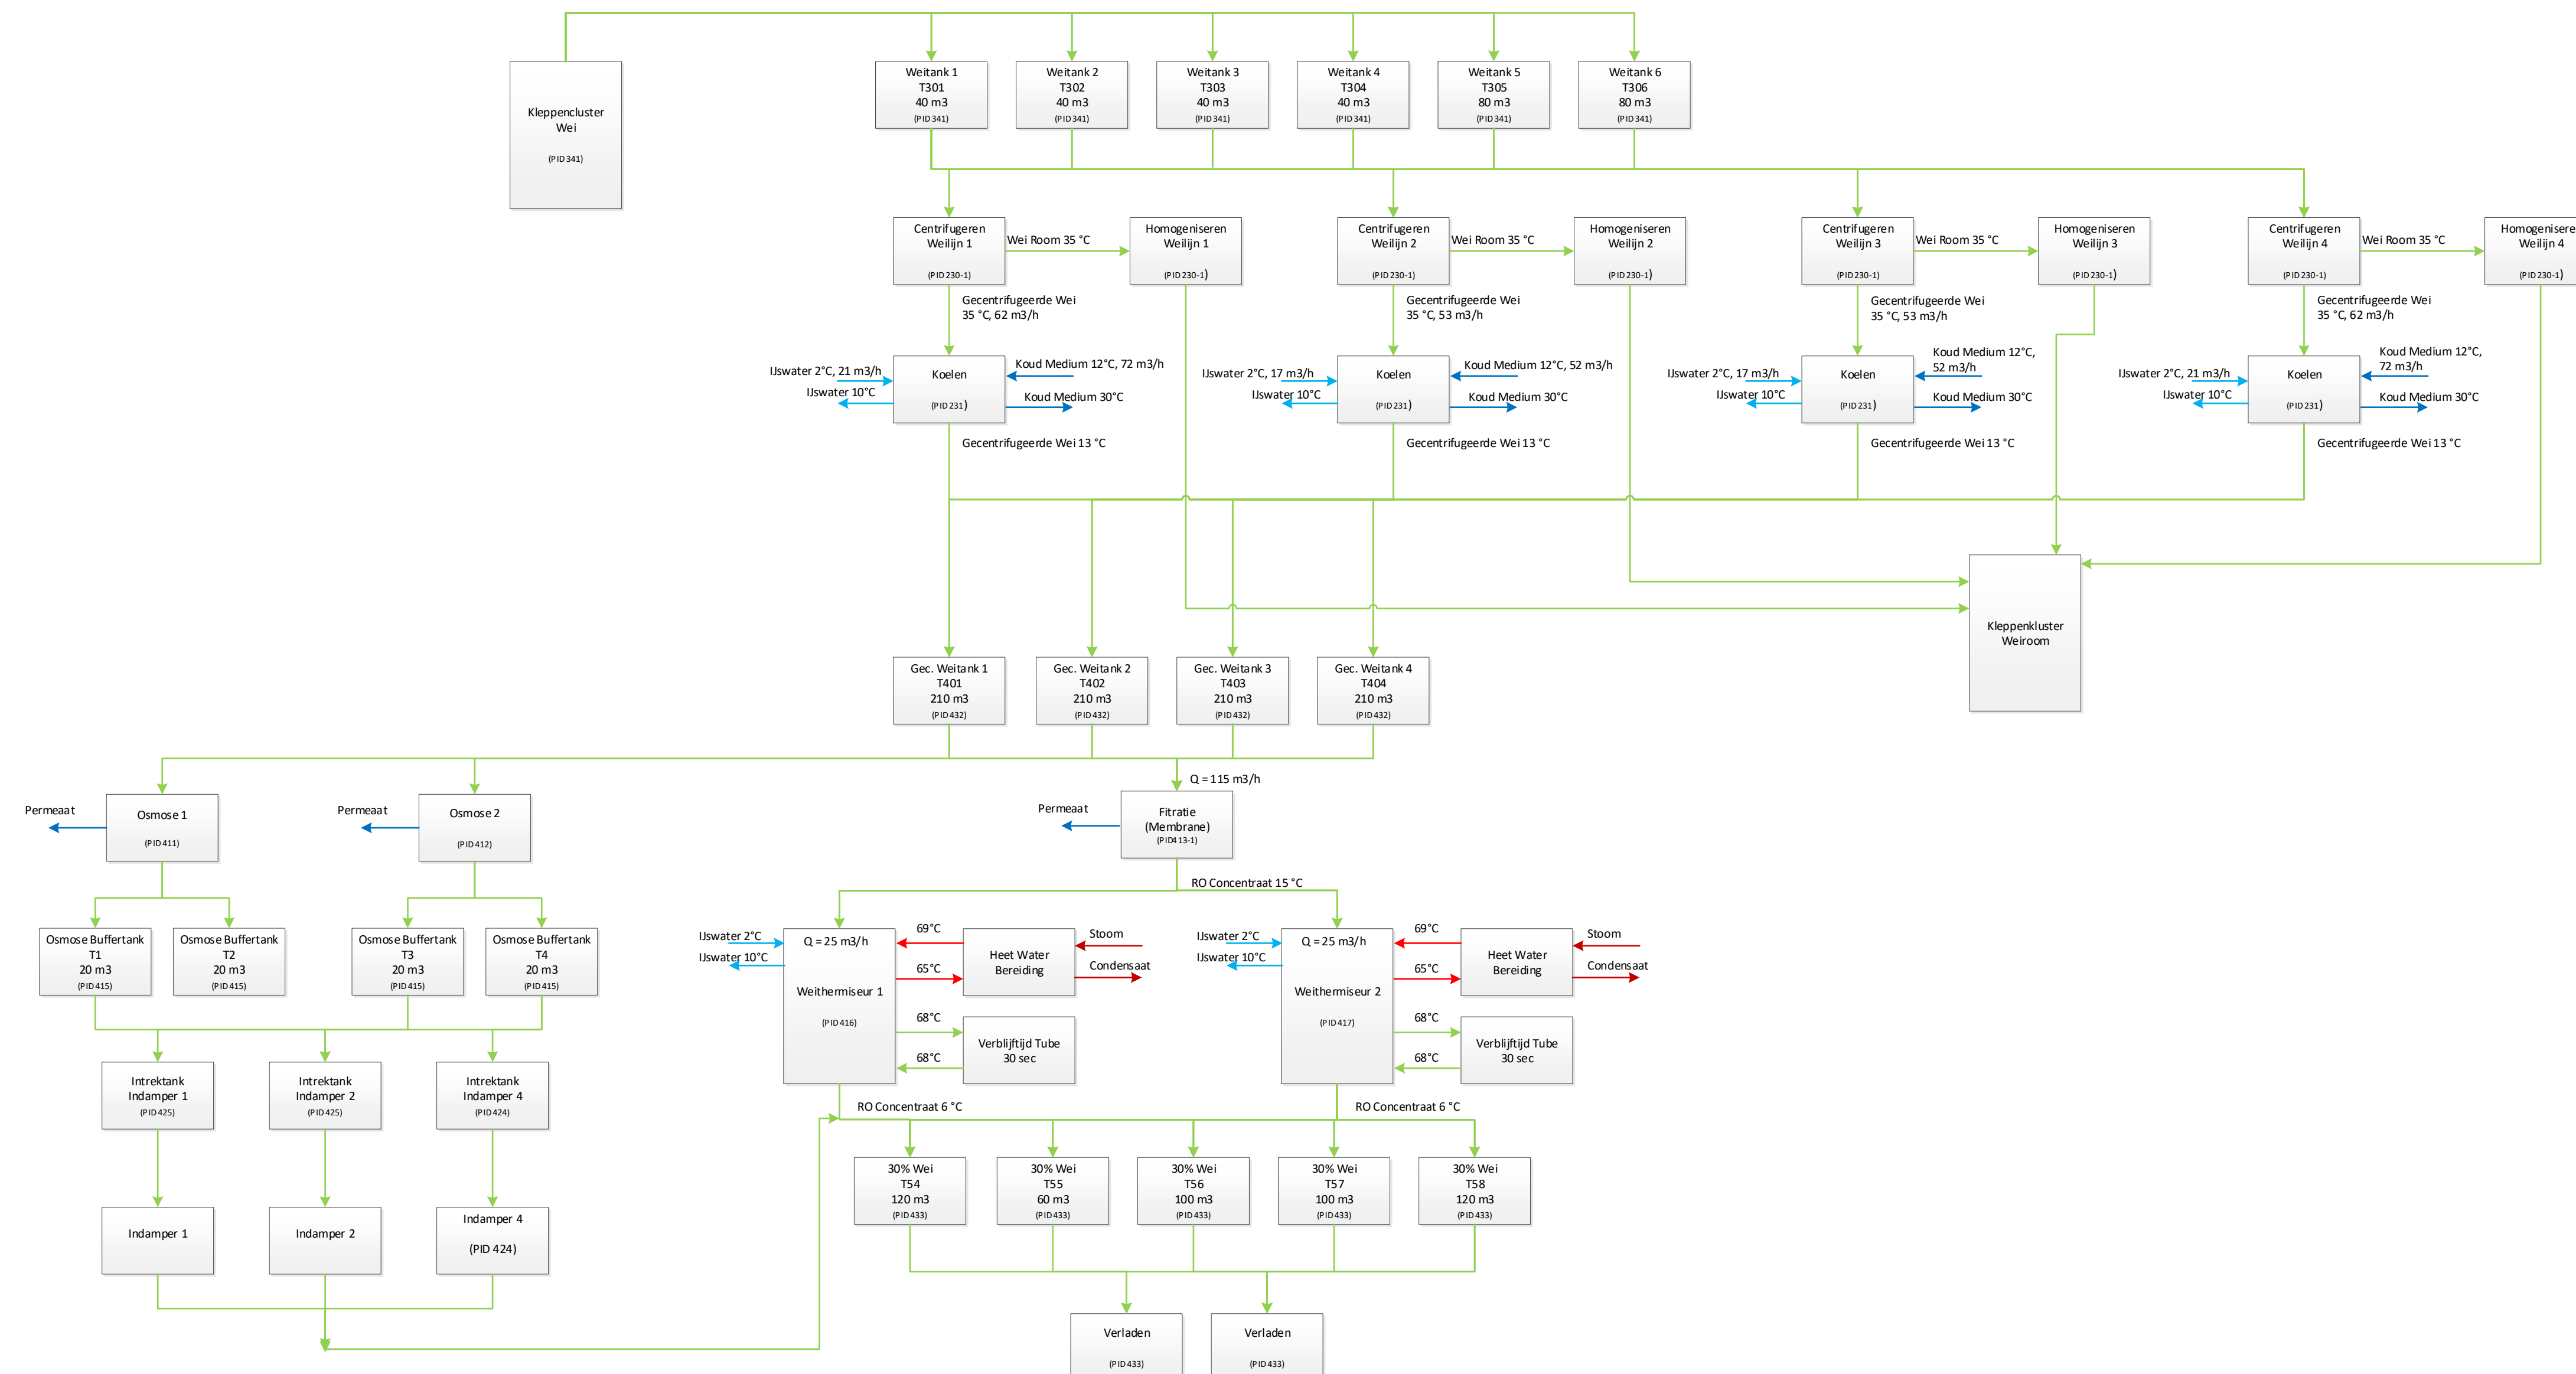 Kleppencluster
Wei
(PID 341)
Weitank 1
T301
40 m3
(PID 341)
Weitank 2
T302
40 m3
(PID 341)
Weitank 3
T303
40 m3
(PID 341)
Weitank 4
T304
40 m3
(PID 341)
Weitank 5
T305
80 m3
(PID 341)
Weitank 6
T306
80 m3
(PID 341)
Centrifugeren
Weilijn 1
(PID 230-1)
Wei Room 35 °C
Homogeniseren
Weilijn 1
(PID 230-1)
Centrifugeren
Weilijn 2
(PID 230-1)
Wei Room 35 °C
Homogeniseren
Weilijn 2
(PID 230-1)
Centrifugeren
Weilijn 3
(PID 230-1)
Wei Room 35 °C
Homogeniseren
Weilijn 3
(PID 230-1)
Centrifugeren
Weilijn 4
(PID 230-1)
Wei Room 35 °C
Homogenisere
Weilijn 4
(PID 230-1)
Gecentrifugeerde Wei
35 °C, 62 m3/h
Gecentrifugeerde Wei
35 °C, 53 m3/h
Gecentrifugeerde Wei
35 °C, 53 m3/h
Gecentrifugeerde Wei
35 °C, 62 m3/h
IJswater 2°C, 21 m3/h
IJswater 10°C
Koelen
(PID 231)
Koud Medium 12°C, 72 m3/h
Koud Medium 30°C
IJswater 2°C, 17 m3/h
IJswater 10°C
Koelen
(PID 231)
Koud Medium 12°C, 52 m3/h
Koud Medium 30°C
IJswater 2°C, 17 m3/h
IJswater 10°C
Koelen
(PID 231)
Koud Medium 12°C,
52 m3/h
Koud Medium 30°C
IJswater 2°C, 21 m3/h
IJswater 10°C
Koelen
(PID 231)
Koud Medium 12°C,
72 m3/h
Koud Medium 30°C
Gecentrifugeerde Wei 13 °C
Gecentrifugeerde Wei 13 °C
Gecentrifugeerde Wei 13 °C
Gecentrifugeerde Wei 13 °C
Kleppenkluster
Weiroom
Gec. Weitank 1
T401
210 m3
(PID 432)
Gec. Weitank 2
T402
210 m3
(PID 432)
Gec. Weitank 3
T403
210 m3
(PID 432)
Gec. Weitank 4
T404
210 m3
(PID 432)
Q = 115 m3/h
Permeaat
Osmose 1
(PID 411)
Permeaat
Osmose 2
(PID 412)
Permeaat
Fitratie
(Membrane)
(PID413-1)
RO Concentraat 15 °C
Osmose Buffertank
T1
20 m3
(PID 415)
Osmose Buffertank
T2
20 m3
(PID 415)
Osmose Buffertank
T3
20 m3
(PID 415)
Osmose Buffertank
T4
20 m3
(PID 415)
IJswater 2°C
IJswater 10°C
Q = 25 m3/h
Weithermiseur 1
(PID 416)
69°C
65°C
68°C
68°C
Heet Water
Bereiding
Stoom
Condensaat
Verblijftijd Tube
30 sec
IJswater 2°C
IJswater 10°C
Q = 25 m3/h
Weithermiseur 2
(PID 417)
69°C
65°C
68°C
68°C
Heet Water
Bereiding
Stoom
Condensaat
Verblijftijd Tube
30 sec
Intrektank
Indamper 1
(PID 425)
Intrektank
Indamper 2
(PID 425)
Intrektank
Indamper 4
(PID 424)
RO Concentraat 6 °C
RO Concentraat 6 °C
30% Wei
T54
120 m3
(PID 433)
30% Wei
T55
60 m3
(PID 433)
30% Wei
T56
100 m3
(PID 433)
30% Wei
T57
100 m3
(PID 433)
30% Wei
T58
120 m3
(PID 433)
Indamper 1
Indamper 2
Indamper 4
(PID 424)
Verladen
(PID 433)
Verladen
(PID 433)